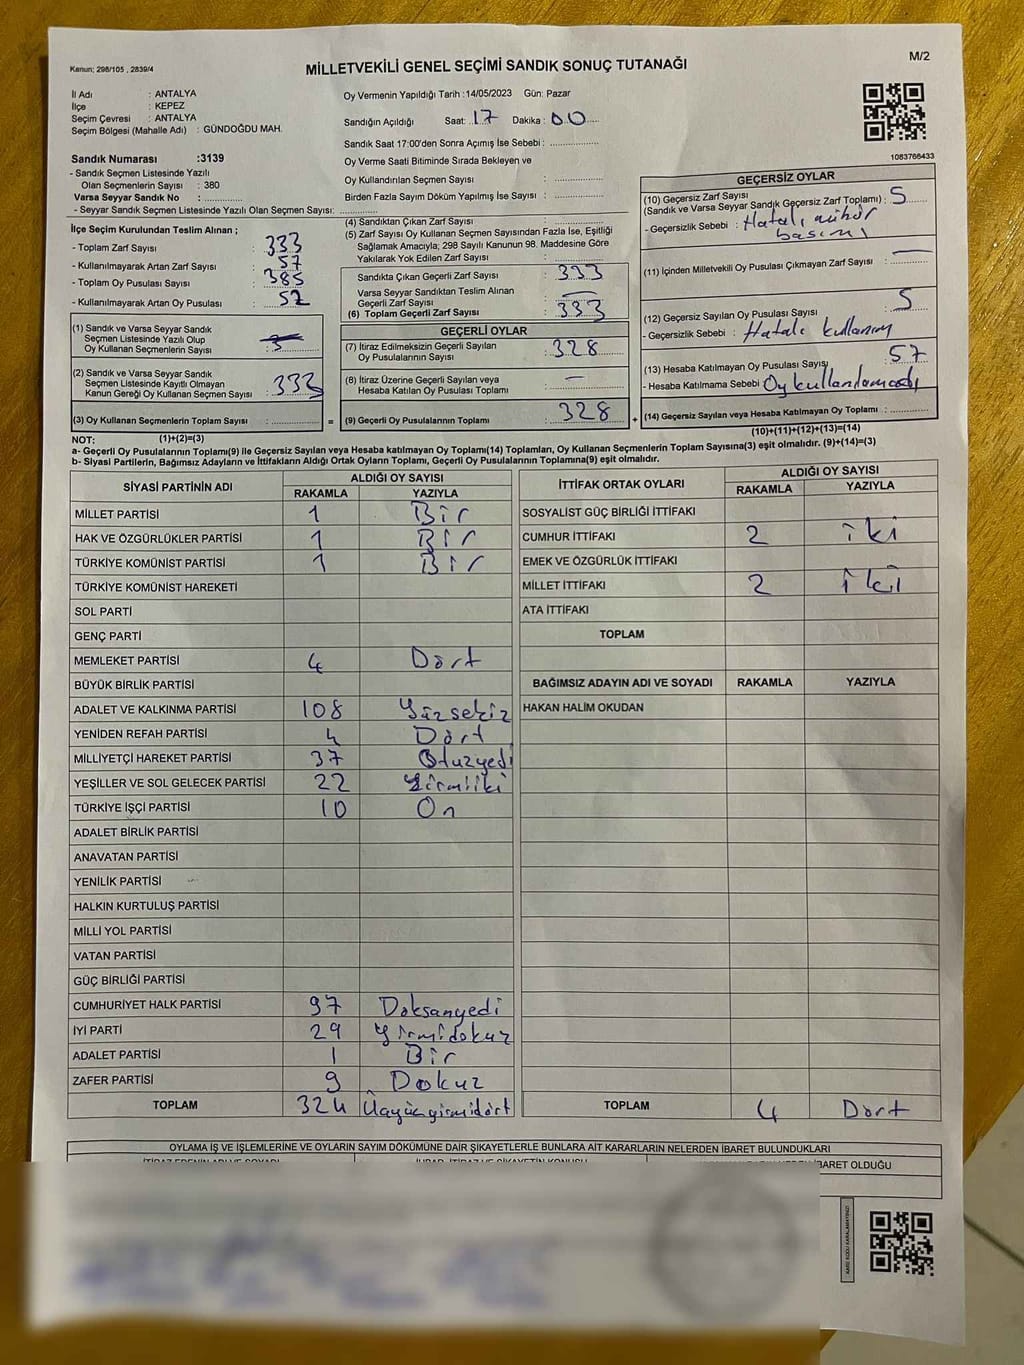 M/2
Kanun; 298/105 , 2839/4
MİLLETVEKİLİ GENEL SEÇİMİ SANDIK SONUÇ TUTANAĞI
İl Adı : ANTALYA
İlçe : KEPEZ
Seçim Çevresi : ANTALYA
Seçim Bölgesi (Mahalle Adı) : GÜNDOĞDU MAH.
Sandık Numarası :3139
- Sandık Seçmen Listesinde Yazılı
Olan Seçmenlerin Sayısı : 380
Varsa Seyyar Sandık No :
- Seyyar Sandık Seçmen Listesinde Yazılı Olan Seçmen Sayısı:
İlçe Seçim Kurulundan Teslim Alınan ;
- Toplam Zarf Sayısı : 333
- Kullanılmayarak Artan Zarf Sayısı : 57
- Toplam Oy Pusulası Sayısı : 385
- Kullanılmayarak Artan Oy Pusulası : 52
(1) Sandık ve Varsa Seyyar Sandık
Seçmen Listesinde Yazılı Olup
Oy Kullanan Seçmenlerin Sayısı :
(2) Sandık ve Varsa Seyyar Sandık
Seçmen Listesinde Kayıtlı Olmayan
Kanun Gereği Oy Kullanan Seçmen Sayısı : 333
(3) Oy Kullanan Seçmenlerin Toplam Sayısı :
Oy Vermenin Yapıldığı Tarih :14/05/2023 Gün: Pazar
Sandığın Açıldığı Saat: 17 Dakika : 00
Sandık Saat 17:00'den Sonra Açımış İse Sebebi :
Oy Verme Saati Bitiminde Sırada Bekleyen ve
Oy Kullandırılan Seçmen Sayısı :
Birden Fazla Sayım Döküm Yapılmış İse Sayısı :
(4) Sandıktan Çıkan Zarf Sayısı :
(5) Zarf Sayısı Oy Kullanan Seçmen Sayısından Fazla İse, Eşitliği
Sağlamak Amacıyla; 298 Sayılı Kanunun 98. Maddesine Göre
Yakılarak Yok Edilen Zarf Sayısı :
Sandıkta Çıkan Geçerli Zarf Sayısı : 333
Varsa Seyyar Sandıktan Teslim Alınan
Geçerli Zarf Sayısı : —
(6) Toplam Geçerli Zarf Sayısı : 333
GEÇERLİ OYLAR
(7) İtiraz Edilmeksizin Geçerli Sayılan
Oy Pusulalarının Sayısı : 328
(8) İtiraz Üzerine Geçerli Sayılan veya
Hesaba Katılan Oy Pusulası Toplamı : —
= (9) Geçerli Oy Pusulalarının Toplamı : 328 +
1083766433
GEÇERSİZ OYLAR
(10) Geçersiz Zarf Sayısı
(Sandık ve Varsa Seyyar Sandık Geçersiz Zarf Toplamı) : 5
- Geçersizlik Sebebi : Hatalı mühür
basımı
(11) İçinden Milletvekili Oy Pusulası Çıkmayan Zarf Sayısı : —
(12) Geçersiz Sayılan Oy Pusulası Sayısı : 5
- Geçersizlik Sebebi : Hatalı kullanım
(13) Hesaba Katılmayan Oy Pusulası Sayısı : 57
- Hesaba Katılmama Sebebi : Oy kullanılamadı
(14) Geçersiz Sayılan veya Hesaba Katılmayan Oy Toplamı :
NOT: (1)+(2)=(3) (10)+(11)+(12)+(13)=(14)
a- Geçerli Oy Pusulalarının Toplamı(9) ile Geçersiz Sayılan veya Hesaba katılmayan Oy Toplamı(14) Toplamları, Oy Kullanan Seçmenlerin Toplam Sayısına(3) eşit olmalıdır. (9)+(14)=(3)
b- Siyasi Partilerin, Bağımsız Adayların ve İttifakların Aldığı Ortak Oyların Toplamı, Geçerli Oy Pusulalarının Toplamına(9) eşit olmalıdır.
SİYASİ PARTİNİN ADI ALDIĞI OY SAYISI
RAKAMLA YAZIYLA
MİLLET PARTİSİ 1 Bir
HAK VE ÖZGÜRLÜKLER PARTİSİ 1 Bir
TÜRKİYE KOMÜNİST PARTİSİ 1 Bir
TÜRKİYE KOMÜNİST HAREKETİ
SOL PARTİ
GENÇ PARTİ
MEMLEKET PARTİSİ 4 Dört
BÜYÜK BİRLİK PARTİSİ
ADALET VE KALKINMA PARTİSİ 108 Yüzsekiz
YENİDEN REFAH PARTİSİ 4 Dört
MİLLİYETÇİ HAREKET PARTİSİ 37 Otuzyedi
YEŞİLLER VE SOL GELECEK PARTİSİ 22 Yirmiiki
TÜRKİYE İŞÇİ PARTİSİ 10 On
ADALET BİRLİK PARTİSİ
ANAVATAN PARTİSİ
YENİLİK PARTİSİ
HALKIN KURTULUŞ PARTİSİ
MİLLİ YOL PARTİSİ
VATAN PARTİSİ
GÜÇ BİRLİĞİ PARTİSİ
CUMHURİYET HALK PARTİSİ 97 Doksanyedi
İYİ PARTİ 29 Yirmidokuz
ADALET PARTİSİ 1 Bir
ZAFER PARTİSİ 9 Dokuz
TOPLAM 324 Üçyüzyirmidört
İTTİFAK ORTAK OYLARI ALDIĞI OY SAYISI
RAKAMLA YAZIYLA
SOSYALİST GÜÇ BİRLİĞİ İTTİFAKI
CUMHUR İTTİFAKI 2 iki
EMEK VE ÖZGÜRLÜK İTTİFAKI
MİLLET İTTİFAKI 2 iki
ATA İTTİFAKI
TOPLAM
BAĞIMSIZ ADAYIN ADI VE SOYADI RAKAMLA YAZIYLA
HAKAN HALİM OKUDAN
TOPLAM 4 Dört
OYLAMA İŞ VE İŞLEMLERİNE VE OYLARIN SAYIM DÖKÜMÜNE DAİR ŞİKAYETLERLE BUNLARA AİT KARARLARIN NELERDEN İBARET BULUNDUKLARI
İBARET OLDUĞU
KARE KODU KARALAMAYINIZ!